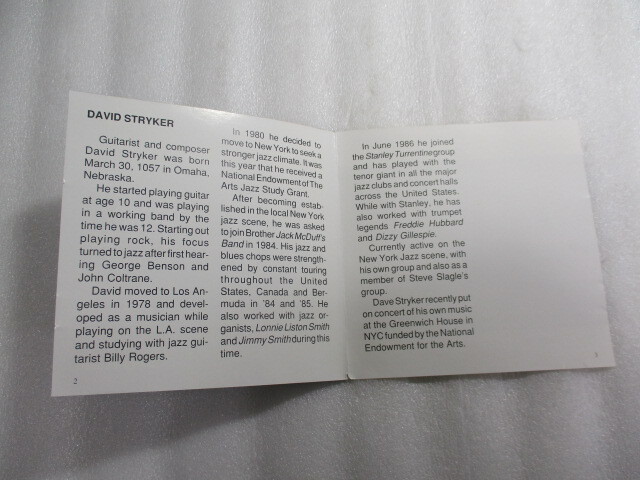 DAVID STRYKER
Guitarist and composer
David Stryker was born
March 30, 1057 in Omaha,
Nebraska.
He started playing guitar
at age 10 and was playing
in a working band by the
time he was 12. Starting out
playing rock, his focus
turned to jazz after first hear-
ing George Benson and
John Coltrane.
David moved to Los An-
geles in 1978 and devel-
oped as a musician while
playing on the L.A. scene
and studying with jazz gui-
tarist Billy Rogers.
2
In 1980 he decided to
move to New York to seek a
stronger jazz climate. It was
this year that he received a
National Endowment of The
Arts Jazz Study Grant.
After becoming estab-
lished in the local New York
jazz scene, he was asked
to join Brother Jack McDuff's
Band in 1984. His jazz and
blues chops were strength-
ened by constant touring
throughout the United
States, Canada and Ber-
muda in '84 and '85. He
also worked with jazz or-
ganists, Lonnie Liston Smith
and Jimmy Smith during this
time.
In June 1986 he joined
the Stanley Turrentine group
and has played with the
tenor giant in all the major
jazz clubs and concert halls
across the United States.
While with Stanley, he has
also worked with trumpet
legends Freddie Hubbard
and Dizzy Gillespie.
Currently active on the
New York Jazz scene, with
his own group and also as a
member of Steve Slagle's
group.
Dave Stryker recently put
on concert of his own music
at the Greenwich House in
NYC funded by the National
Endowment for the Arts.
3